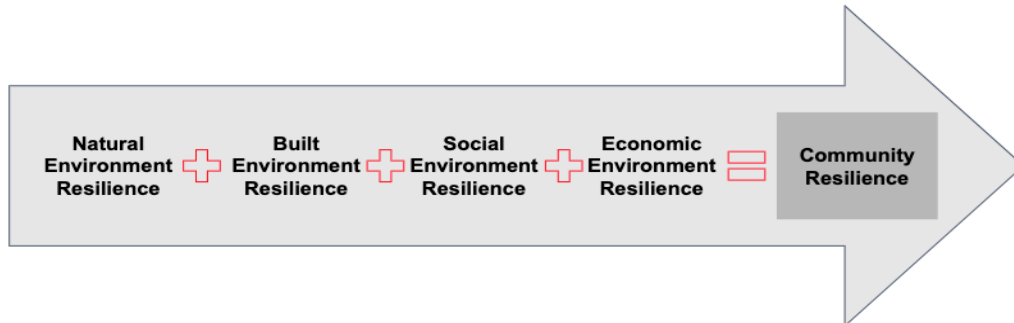 Natural
Environment
Resilience
Built
Environment
Resilience
Social
Environment
Resilience
Economic
Environment
Resilience
Community
Resilience